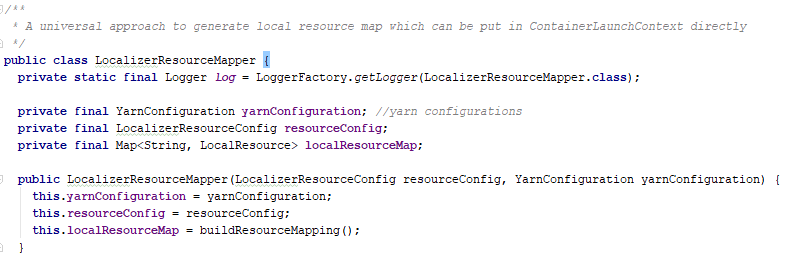 /**
 * A universal approach to generate local resource map which can be put in ContainerLaunchContext directly
 */
public class LocalizerResourceMapper {
  private static final Logger Log = LoggerFactory.getLogger(LocalizerResourceMapper.class);
  private final YarnConfiguration yarnConfiguration; //yarn configurations
  private final LocalizerResourceConfig resourceConfig;
  private final Map<String, LocalResource> localResourceMap;
  public LocalizerResourceMapper(LocalizerResourceConfig resourceConfig, YarnConfiguration yarnConfiguration) {
    this.yarnConfiguration = yarnConfiguration;
    this.resourceConfig = resourceConfig;
    this.localResourceMap = buildResourceMapping();
  }